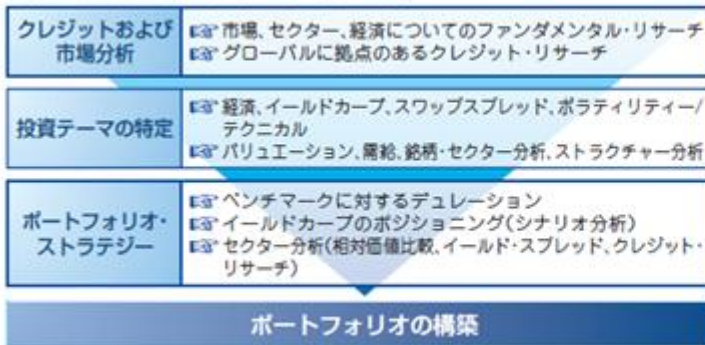 クレジットおよび
市場分析
☞市場、セクター、経済についてのファンダメンタル・リサーチ
☞グローバルに拠点のあるクレジット・リサーチ
投資テーマの特定
☞経済、イールドカーブ、スワップスプレッド、ボラティリティー/
テクニカル
☞バリュエーション、需給、銘柄・セクター分析、ストラクチャー分析
ポートフォリオ・
ストラテジー
☞ベンチマークに対するデュレーション
☞イールドカーブのポジショニング(シナリオ分析)
☞セクター分析(相対価値比較、イールド・スプレッド、クレジット・
リサーチ)
ポートフォリオの構築